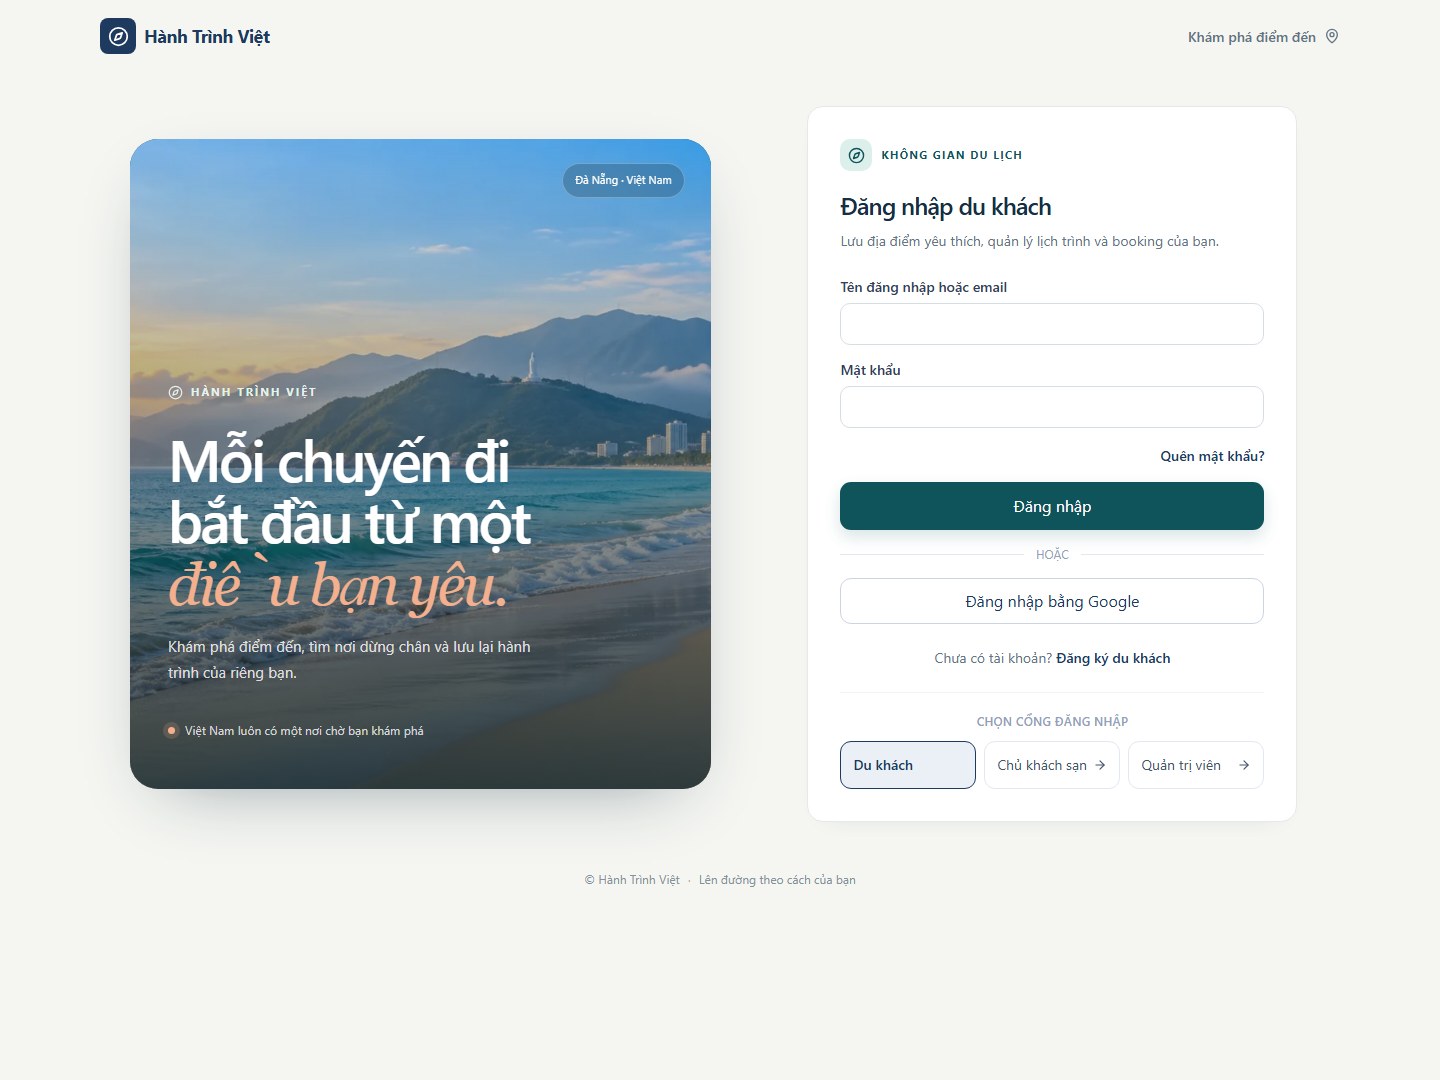 Hành Trình Việt
Khám phá điểm đến
Đà Nẵng · Việt Nam
HÀNH TRÌNH VIỆT
Mỗi chuyến đi
bắt đầu từ một
điều bạn yêu.
Khám phá điểm đến, tìm nơi dừng chân và lưu lại hành
trình của riêng bạn.
Việt Nam luôn có một nơi chờ bạn khám phá
KHÔNG GIAN DU LỊCH
Đăng nhập du khách
Lưu địa điểm yêu thích, quản lý lịch trình và booking của bạn.
Tên đăng nhập hoặc email
Mật khẩu
Quên mật khẩu?
Đăng nhập
HOẶC
Đăng nhập bằng Google
Chưa có tài khoản? Đăng ký du khách
CHỌN CỔNG ĐĂNG NHẬP
Du khách
Chủ khách sạn →
Quản trị viên →
© Hành Trình Việt · Lên đường theo cách của bạn